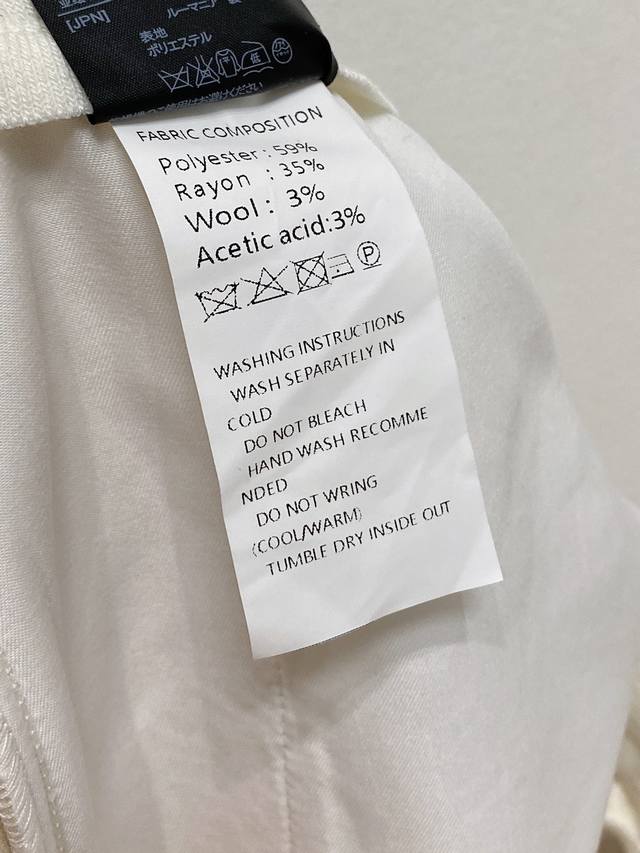 [JPN]
ルーマニア 製
表地
ポリエステル
低
FABRIC COMPOSITION
Polyester : 59%
Rayon : 35%
Wool : 3%
Acetic acid:3%
P
WASHING INSTRUCTIONS
WASH SEPARATELY IN
COLD
DO NOT BLEACH
HAND WASH RECOMME
NDED
DO NOT WRING
(COOL/WARM)
TUMBLE DRY INSIDE OUT